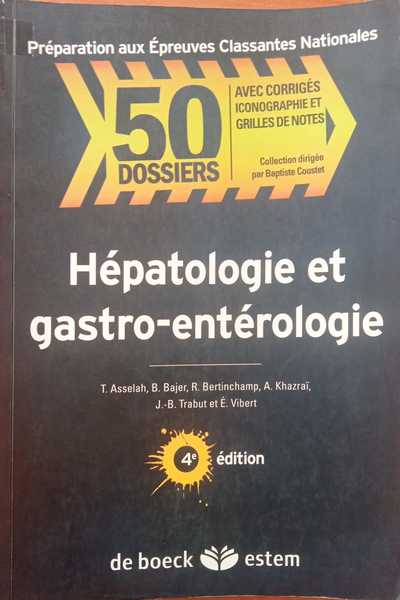 Préparation aux Épreuves Classantes Nationales
50
DOSSIERS
AVEC CORRIGÉS
ICONOGRAPHIE ET
GRILLES DE NOTES
Collection dirigée
par Baptiste Coustet
Hépatologie et
gastro-entérologie
T. Asselah, B. Bajer, R. Bertinchamp, A. Khazraï,
J.-B. Trabut et É. Vibert
4e édition
de boeck estem